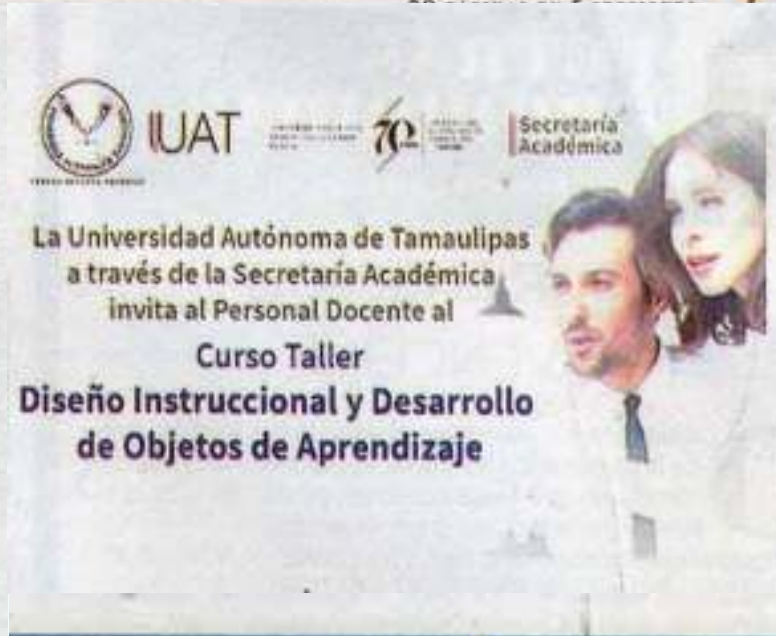 UAT
70
Secretaría
Académica
La Universidad Autónoma de Tamaulipas
a través de la Secretaría Académica
invita al Personal Docente al
Curso Taller
Diseño Instruccional y Desarrollo
de Objetos de Aprendizaje